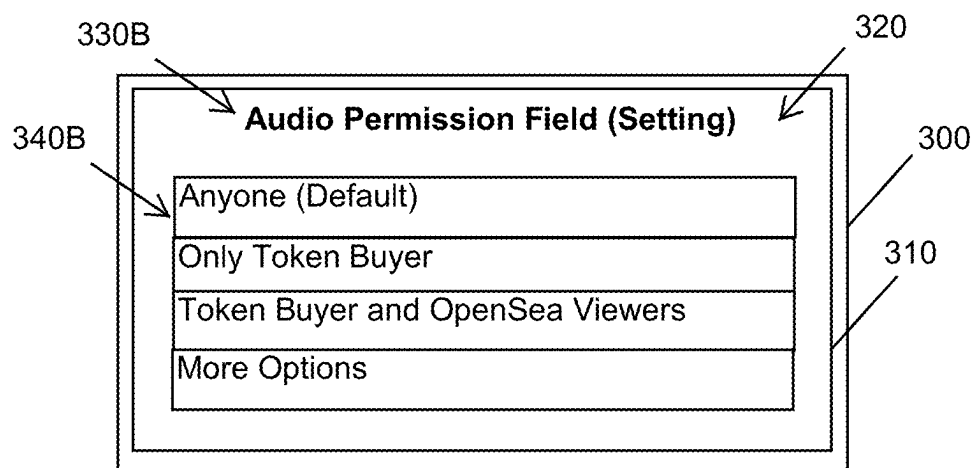 330B
320
Audio Permission Field (Setting)
340B
300
Anyone (Default)
Only Token Buyer
310
Token Buyer and OpenSea Viewers
More Options